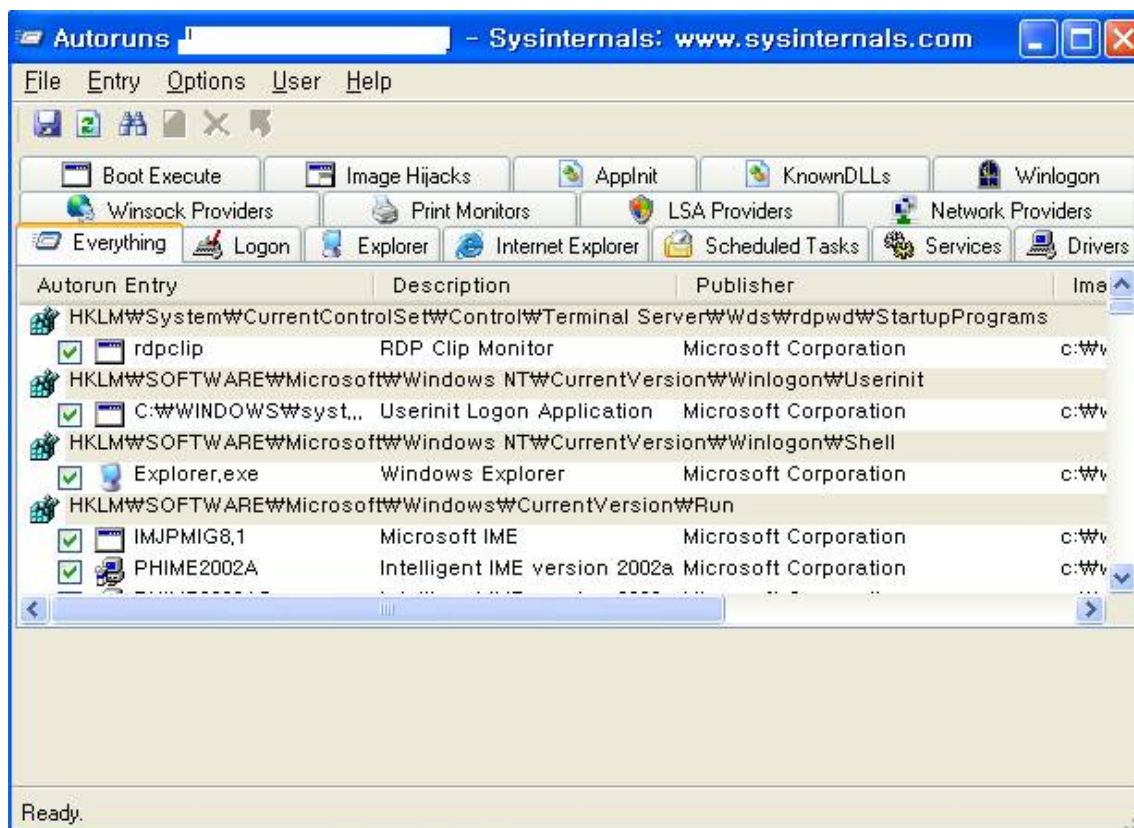 Autoruns - Sysinternals: www.sysinternals.com
File Entry Options User Help
Boot Execute Image Hijacks AppInit KnownDLLs Winlogon
Winsock Providers Print Monitors LSA Providers Network Providers
Everything Logon Explorer Internet Explorer Scheduled Tasks Services Drivers
Autorun Entry Description Publisher Ima
HKLM₩System₩CurrentControlSet₩Control₩Terminal Server₩Wds₩rdpwd₩StartupPrograms
rdpclip RDP Clip Monitor Microsoft Corporation c:₩
HKLM₩SOFTWARE₩Microsoft₩Windows NT₩CurrentVersion₩Winlogon₩Userinit
C:₩WINDOWS₩syst... Userinit Logon Application Microsoft Corporation c:₩
HKLM₩SOFTWARE₩Microsoft₩Windows NT₩CurrentVersion₩Winlogon₩Shell
Explorer.exe Windows Explorer Microsoft Corporation c:₩
HKLM₩SOFTWARE₩Microsoft₩Windows₩CurrentVersion₩Run
IMJPMIG8.1 Microsoft IME Microsoft Corporation c:₩
PHIME2002A Intelligent IME version 2002a Microsoft Corporation c:₩
Ready.